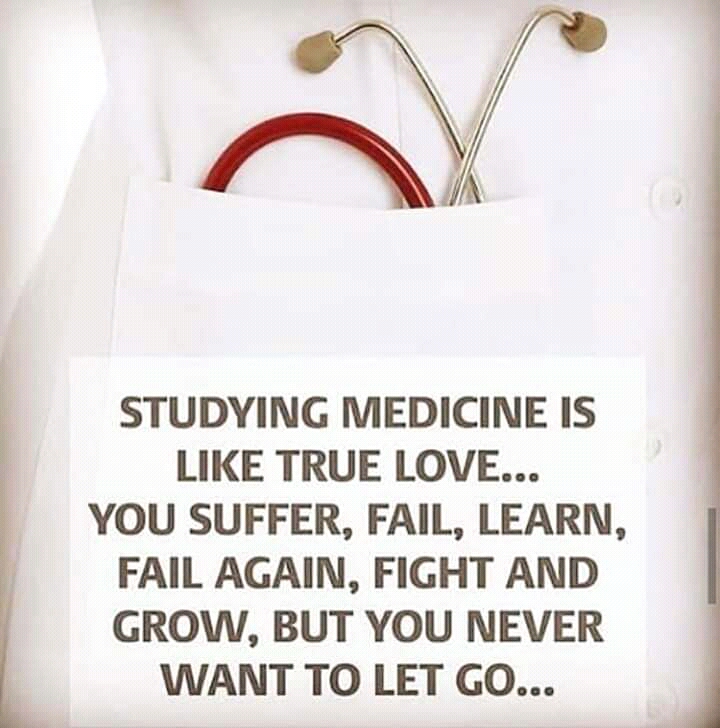 STUDYING MEDICINE IS
LIKE TRUE LOVE...
YOU SUFFER, FAIL, LEARN,
FAIL AGAIN, FIGHT AND
GROW, BUT YOU NEVER
WANT TO LET GO...